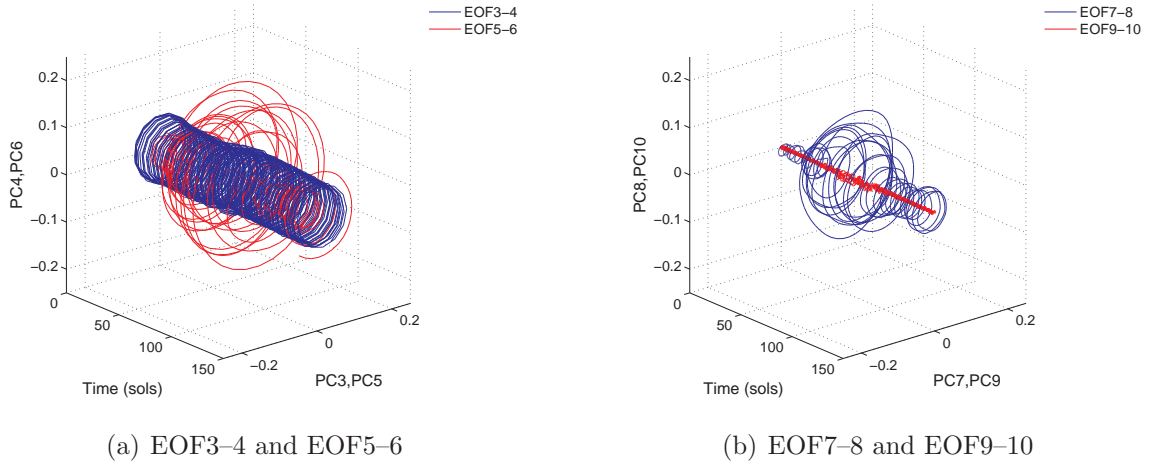 EOF3−4
EOF5−6
0.2
0.1
0
−0.1
−0.2
PC4,PC6
0
50
100
150
Time (sols)
−0.2
0
0.2
PC3,PC5
(a) EOF3–4 and EOF5–6
EOF7−8
EOF9−10
0.2
0.1
0
−0.1
−0.2
PC8,PC10
0
50
100
150
Time (sols)
−0.2
0
0.2
PC7,PC9
(b) EOF7–8 and EOF9–10